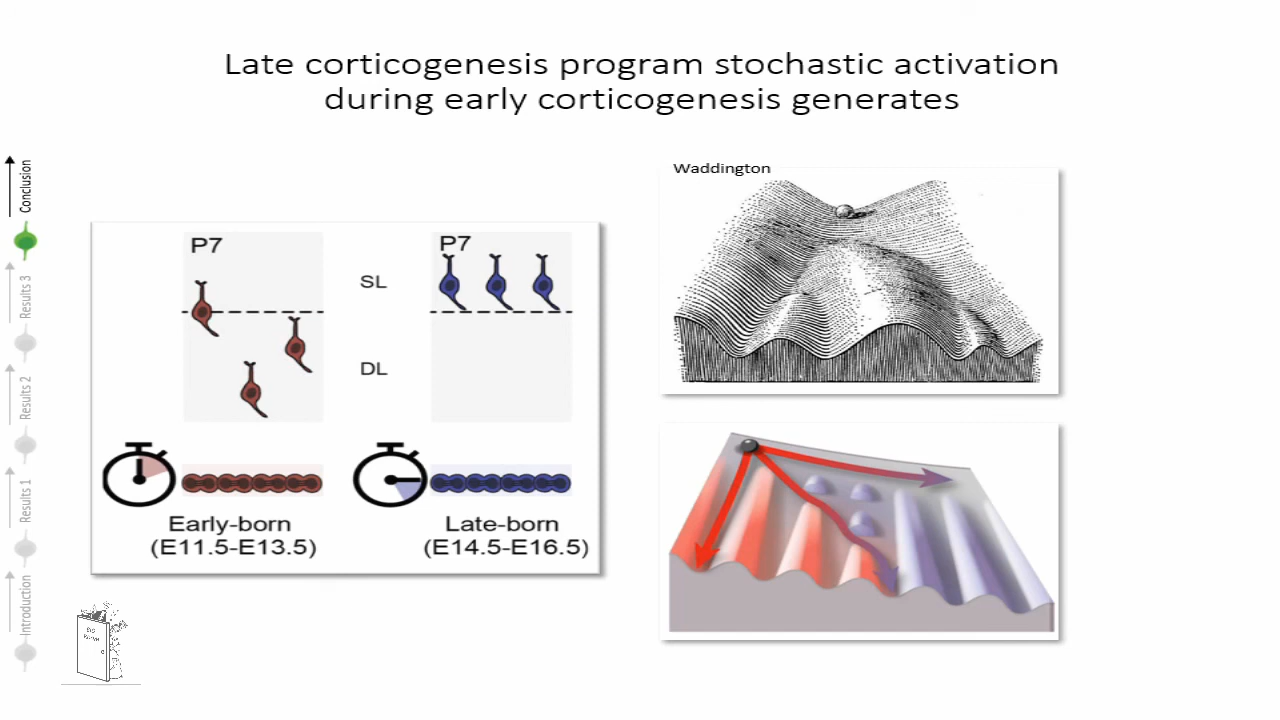 Late corticogenesis program stochastic activation
during early corticogenesis generates
Waddington
P7
P7
SL
DL
Early-born
(E11.5-E13.5)
Late-born
(E14.5-E16.5)
Conclusion
Results 3
Results 2
Results 1
Introduction